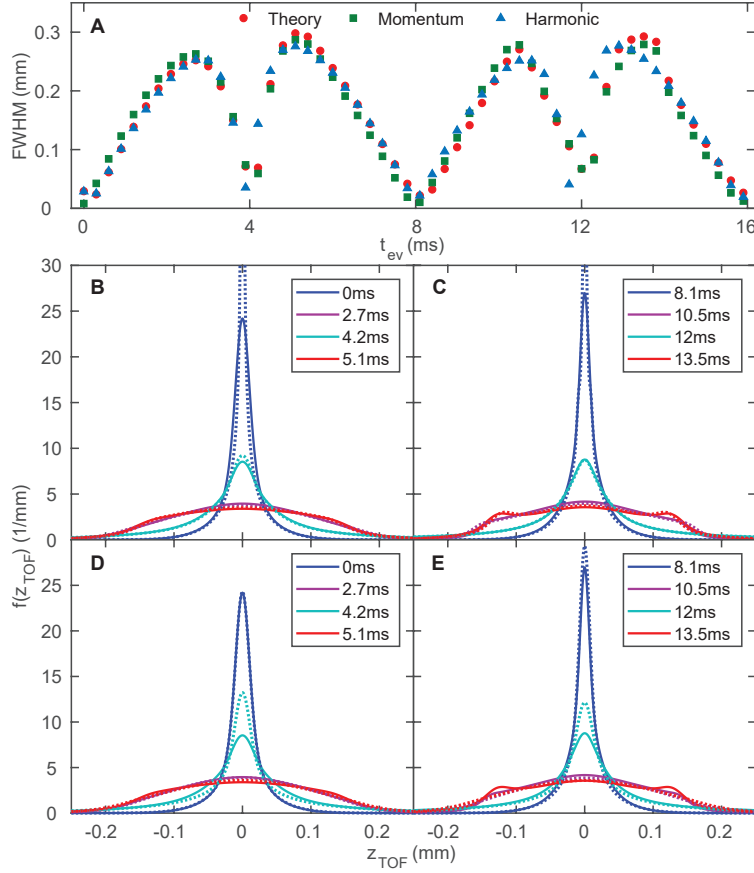 A
Theory Momentum Harmonic
FWHM (mm)
0.3
0.2
0.1
0
0 4 8 12 16
t_ev (ms)
30
25
20
15
10
5
0
B
0ms
2.7ms
4.2ms
5.1ms
C
8.1ms
10.5ms
12ms
13.5ms
f(z_TOF) (1/mm)
25
20
15
10
5
0
D
0ms
2.7ms
4.2ms
5.1ms
E
8.1ms
10.5ms
12ms
13.5ms
-0.2 -0.1 0 0.1 0.2 -0.2 -0.1 0 0.1 0.2
z_TOF (mm)